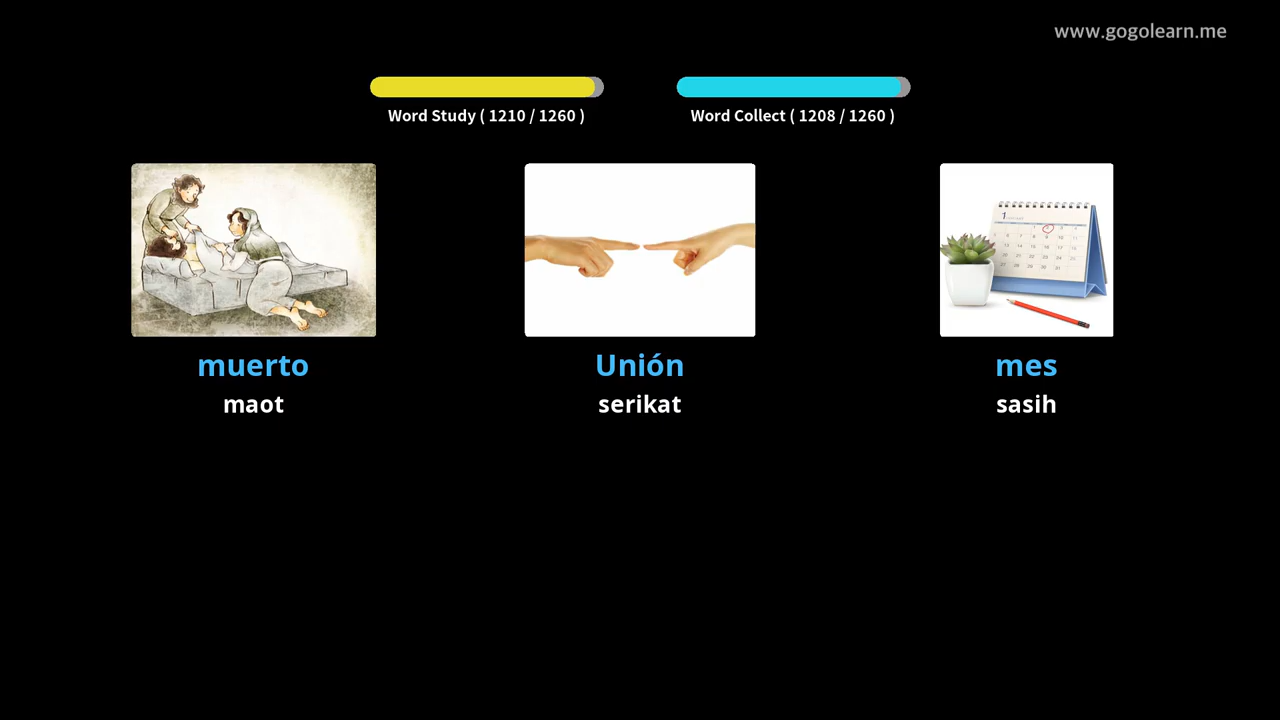 www.gogolearn.me
Word Study ( 1210 / 1260 )
Word Collect ( 1208 / 1260 )
muerto
Unión
mes
maot
serikat
sasih